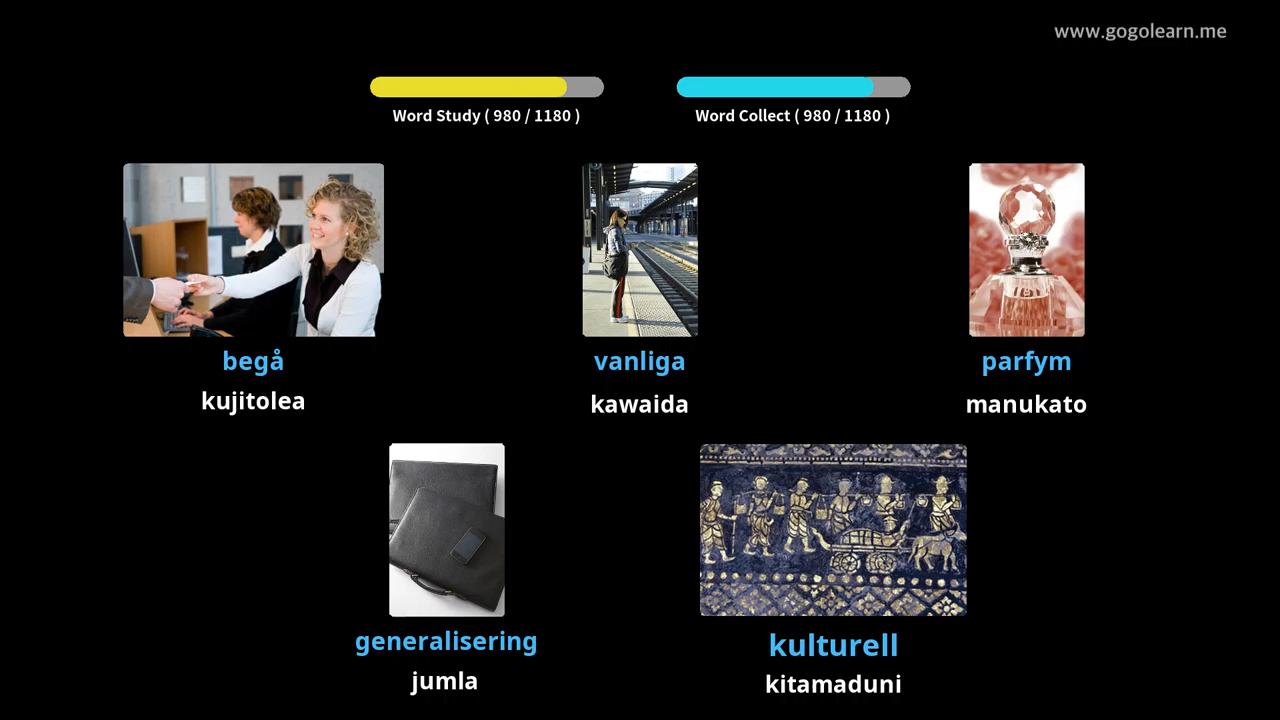 www.gogolearn.me
Word Study ( 980 / 1180 )
Word Collect ( 980 / 1180 )
begå
kujitolea
vanliga
kawaida
parfym
manukato
generalisering
jumla
kulturell
kitamaduni